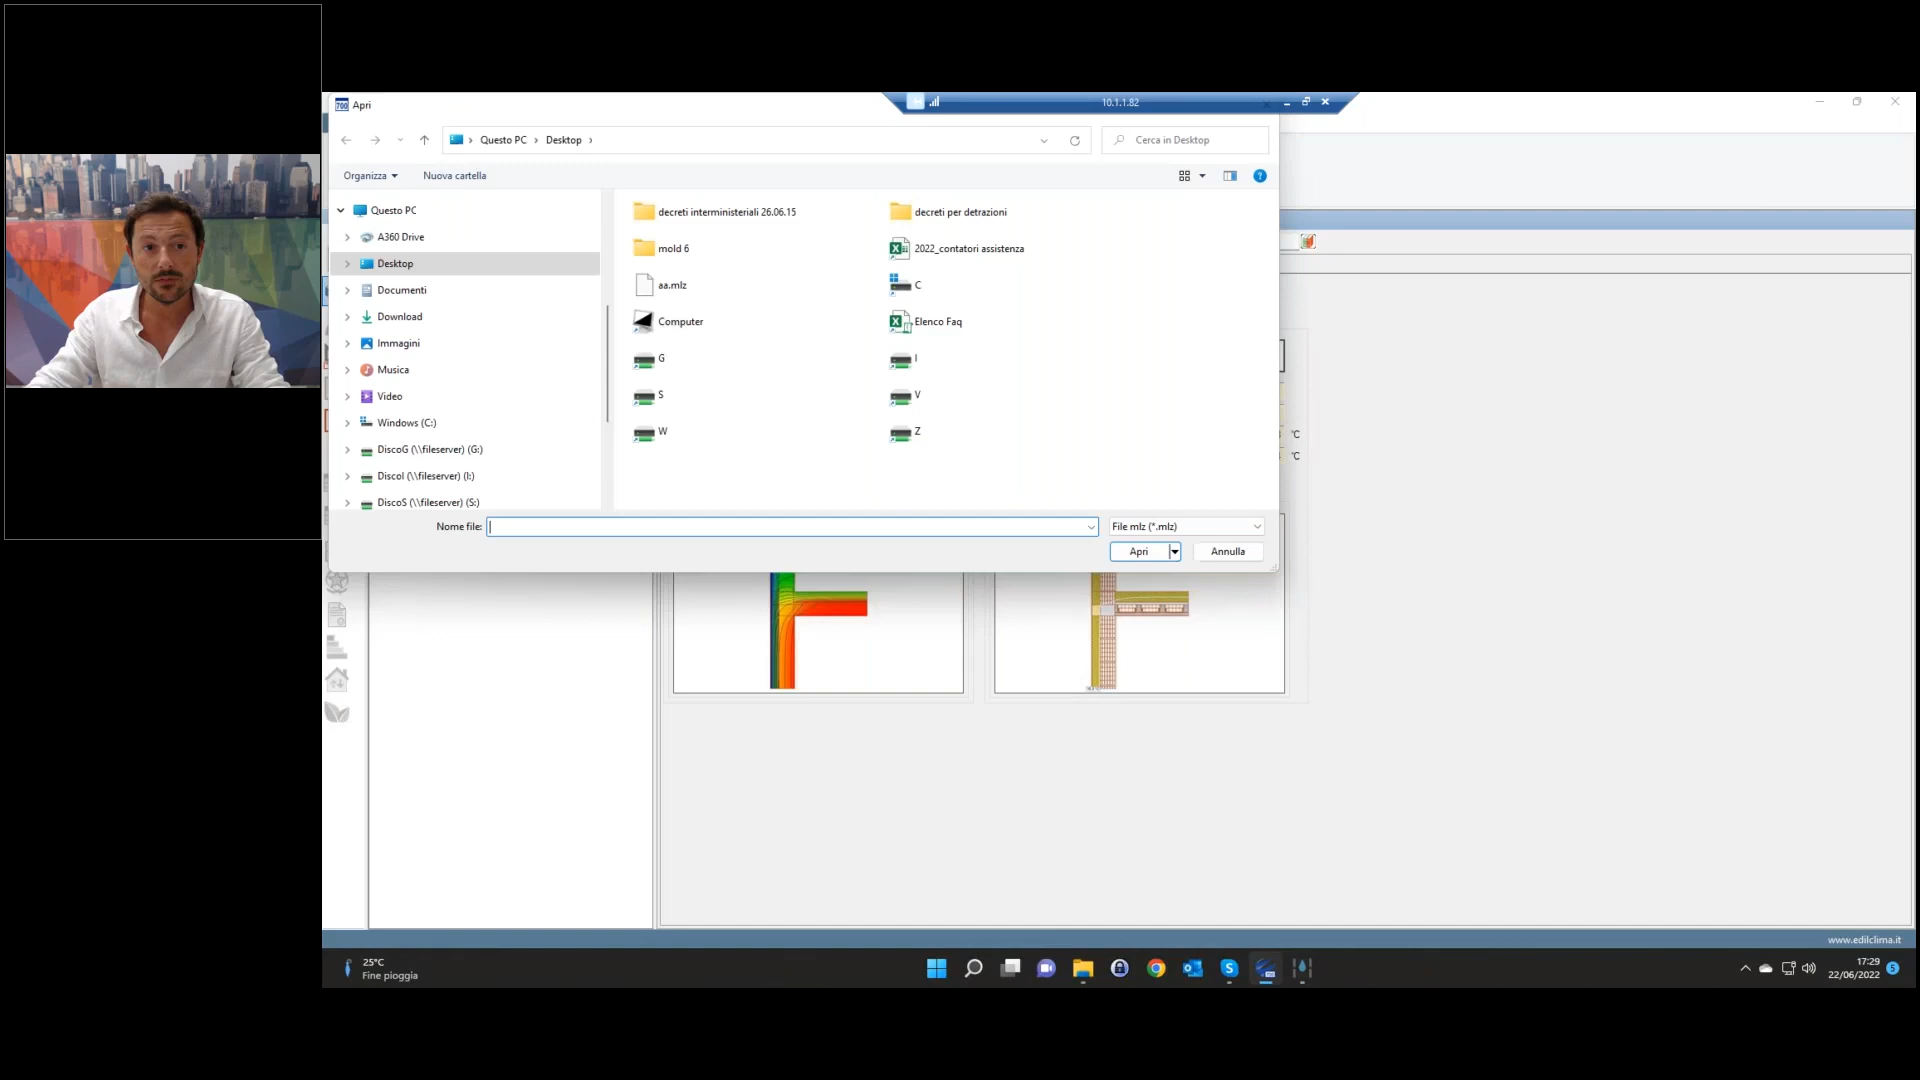 Apri
10.1.1.82
Questo PC
Desktop
Cerca in Desktop
Organizza
Nuova cartella
Questo PC
A360 Drive
Desktop
Documenti
Download
Immagini
Musica
Video
Windows (C:)
DiscoG (\\fileserver) (G:)
DiscoI (\\fileserver) (I:)
DiscoS (\\fileserver) (S:)
decreti interministeriali 26.06.15
decreti per detrazioni
mold 6
2022_contatori assistenza
aa.mlz
C
Computer
Elenco Faq
G
I
S
V
W
Z
°C
°C
Nome file:
File mlz (*.mlz)
Apri
Annulla
www.edilclima.it
25°C
Fine pioggia
17:29
22/06/2022
5